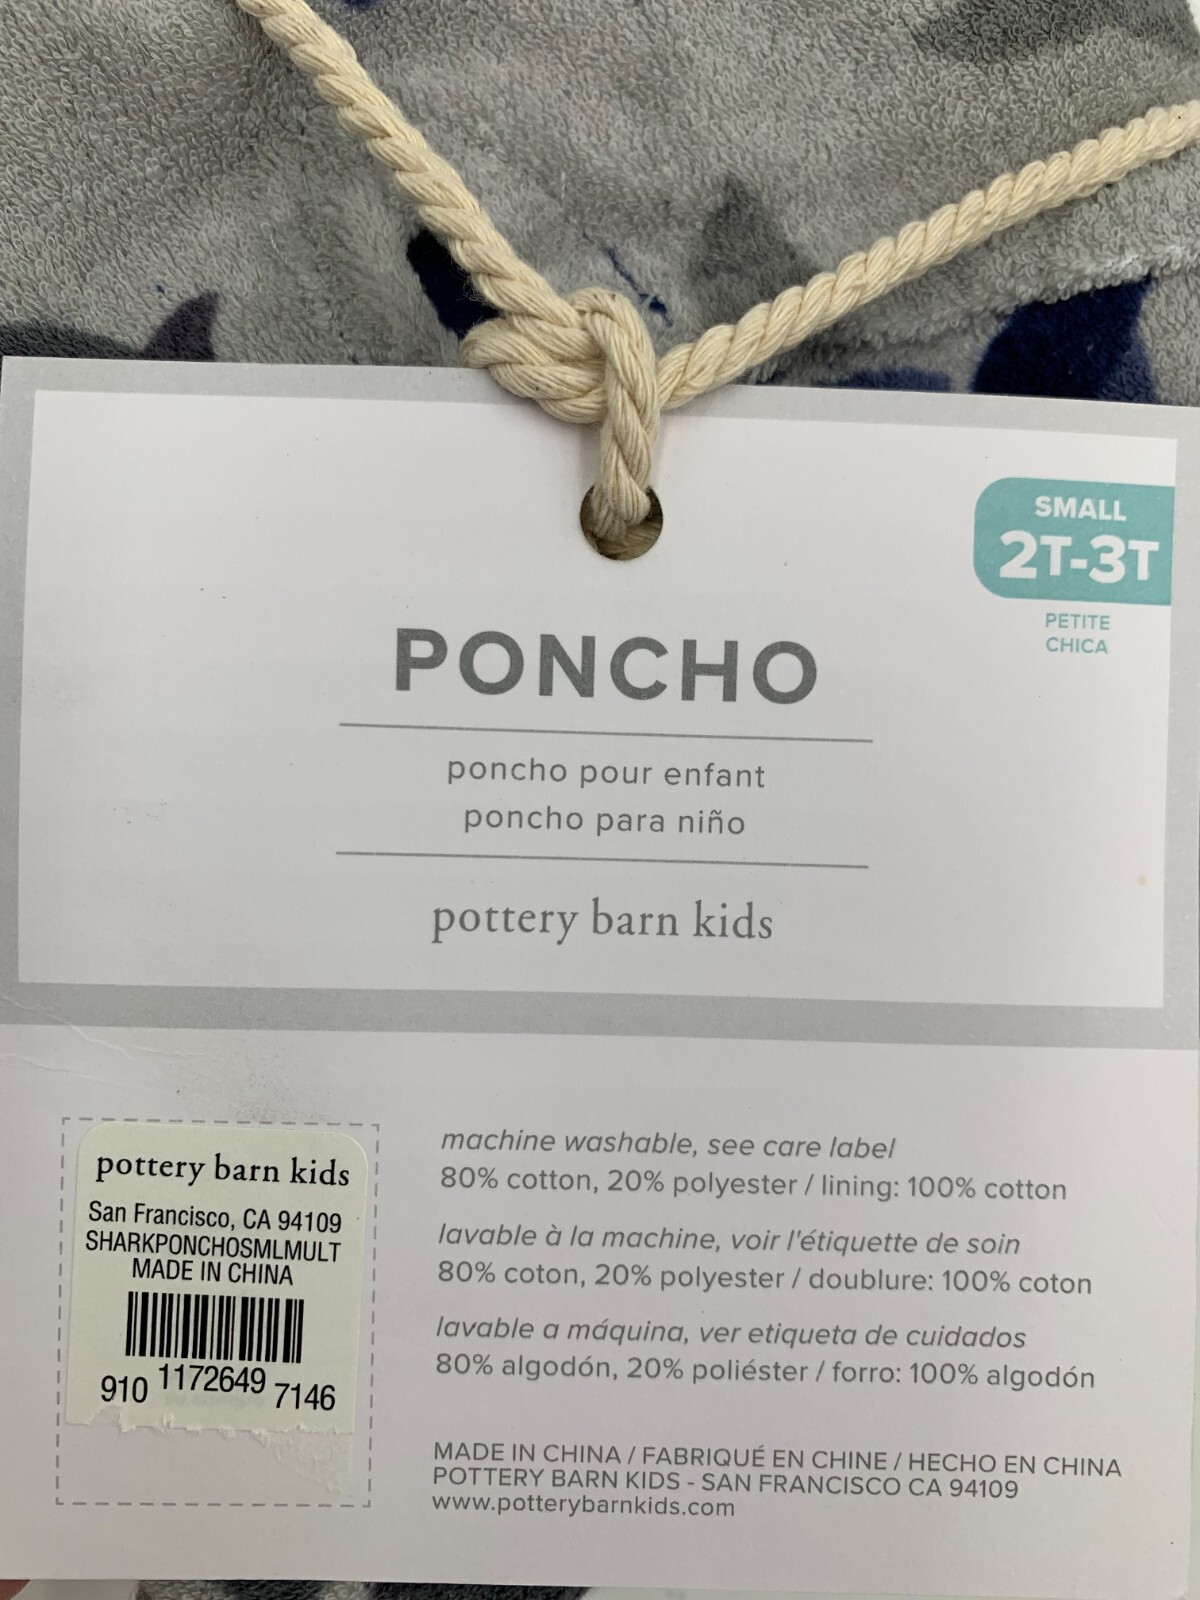 SMALL
2T-3T
PETITE
CHICA
PONCHO
poncho pour enfant
poncho para niño
pottery barn kids
pottery barn kids
San Francisco, CA 94109
SHARKPONCHOSMLMULT
MADE IN CHINA
910 11726497146
machine washable, see care label
80% cotton, 20% polyester / lining: 100% cotton
lavable à la machine, voir l'étiquette de soin
80% coton, 20% polyester / doublure: 100% coton
lavable a máquina, ver etiqueta de cuidados
80% algodón, 20% poliéster / forro: 100% algodón
MADE IN CHINA / FABRIQUÉ EN CHINE / HECHO EN CHINA
POTTERY BARN KIDS - SAN FRANCISCO CA 94109
www.potterybarnkids.com